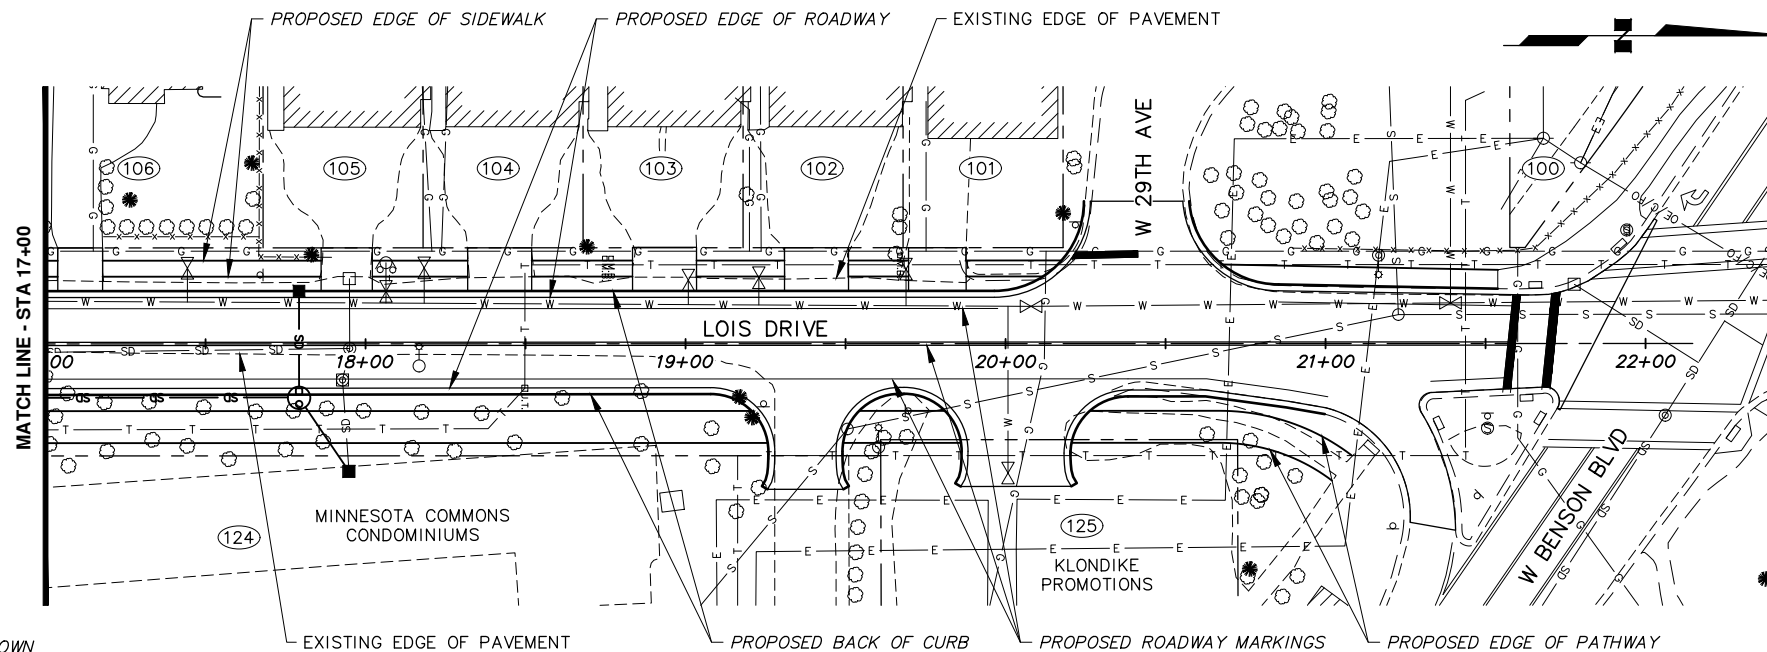 PROPOSED EDGE OF SIDEWALK
PROPOSED EDGE OF ROADWAY
EXISTING EDGE OF PAVEMENT
N
W 29TH AVE
106
105
104
103
102
101
100
MATCH LINE - STA 17+00
LOIS DRIVE
00
18+00
19+00
20+00
21+00
22+00
W BENSON BLVD
124
MINNESOTA COMMONS
CONDOMINIUMS
125
KLONDIKE
PROMOTIONS
OWN
EXISTING EDGE OF PAVEMENT
PROPOSED BACK OF CURB
PROPOSED ROADWAY MARKINGS
PROPOSED EDGE OF PATHWAY